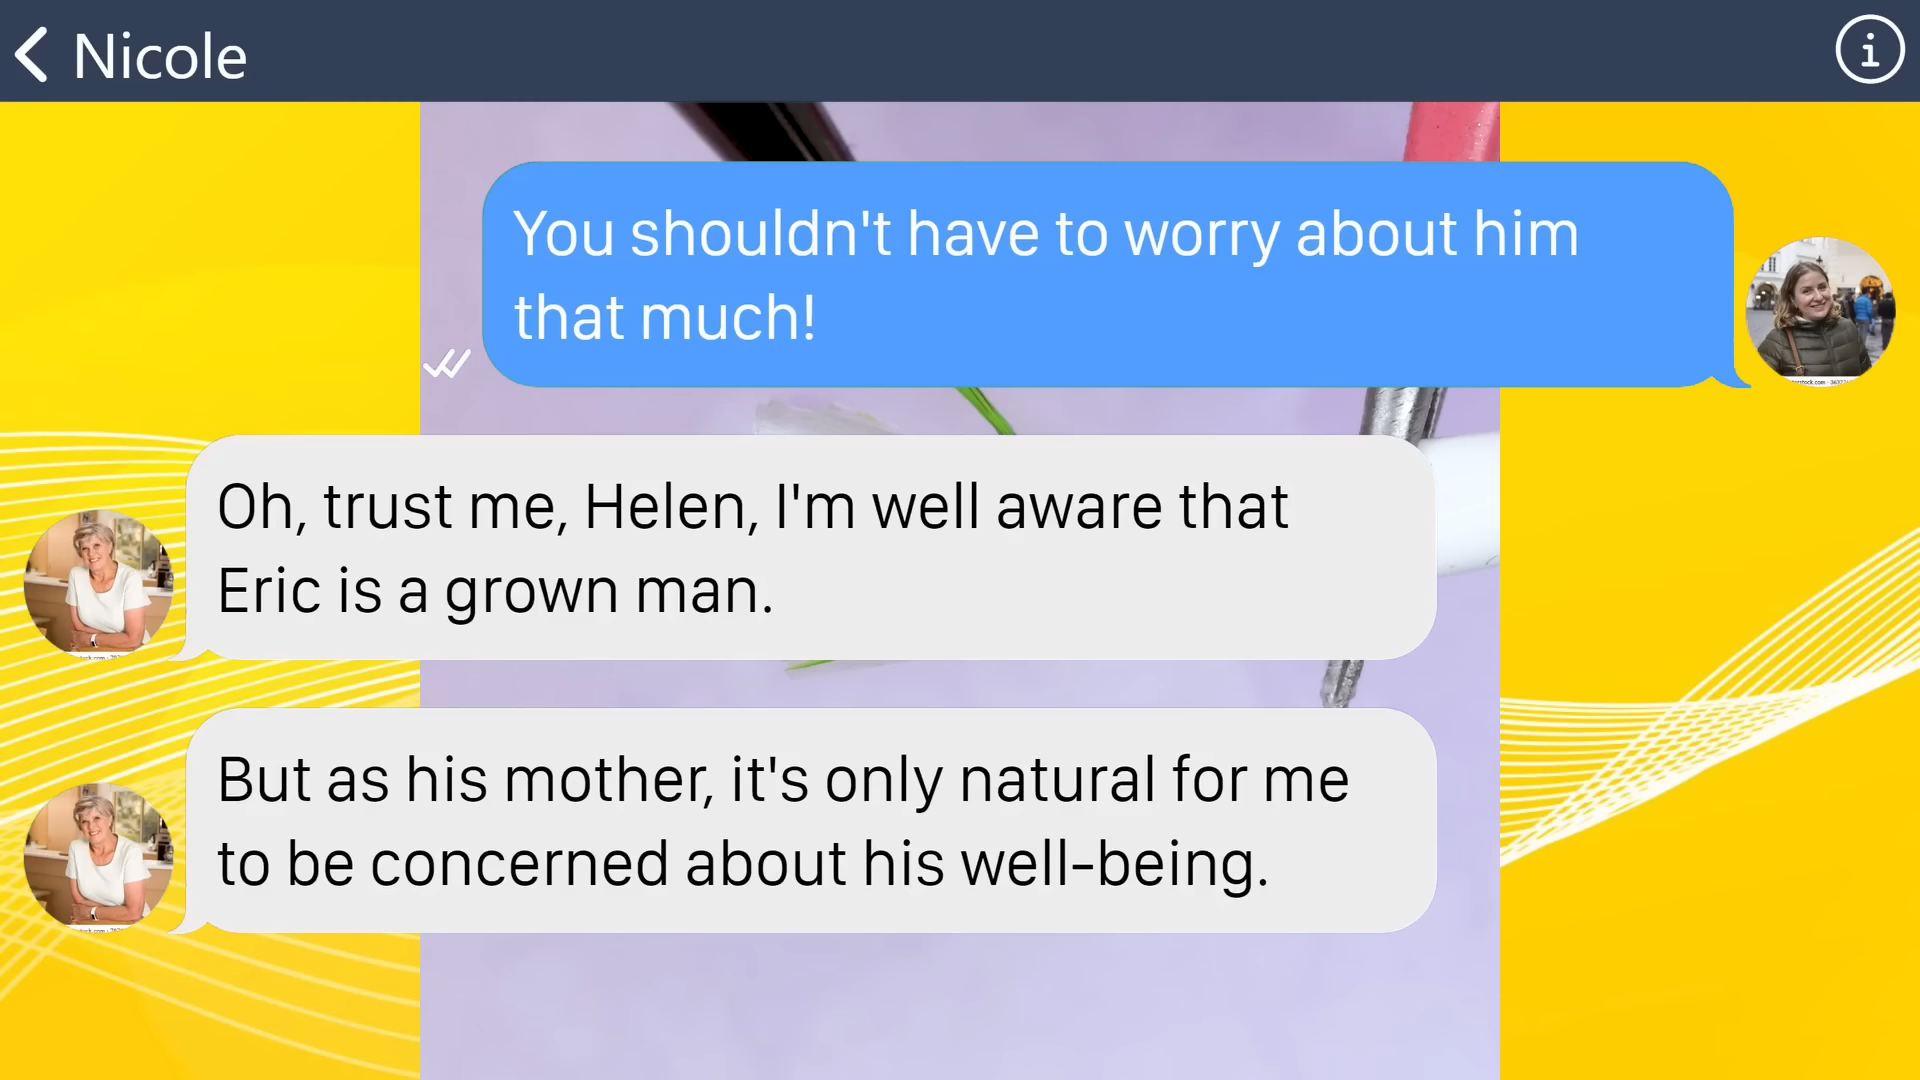 Nicole
You shouldn't have to worry about him
that much!
Oh, trust me, Helen, I'm well aware that
Eric is a grown man.
But as his mother, it's only natural for me
to be concerned about his well-being.